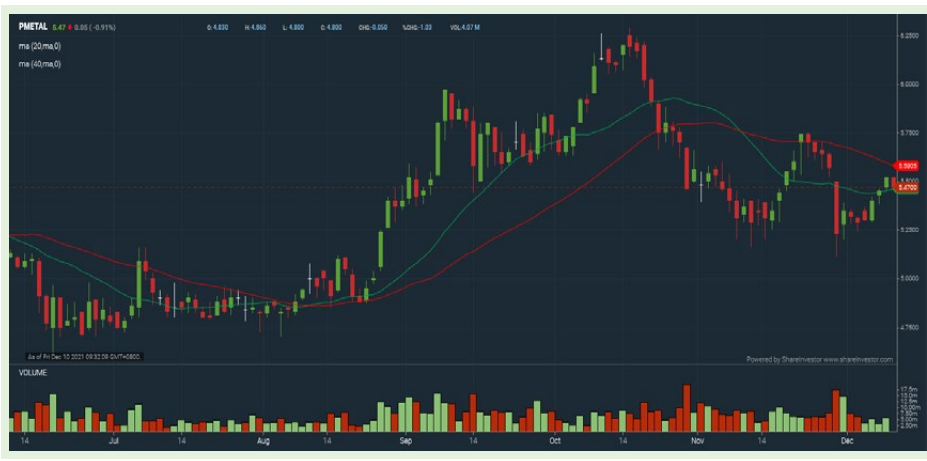 PMETAL 5.47 0.05 (-0.91%) O:4.830 H:4.860 L:4.800 C:4.800 CHG:-0.050 %CHG:-1.03 VOL:4.07 M
ma (20,ma,0)
ma (40,ma,0)
6.2500
6.0000
5.7500
5.5805
5.5000
5.4700
5.2500
5.0000
4.7500
As of Fri Dec 10 2021 09:32:09 GMT+0800.
Powered by ShareInvestor www.shareinvestor.com
VOLUME
17.5m
15.0m
12.5m
10.00m
7.50m
5.00m
2.50m
14 Jul 14 Aug 14 Sep 14 Oct 14 Nov 14 Dec